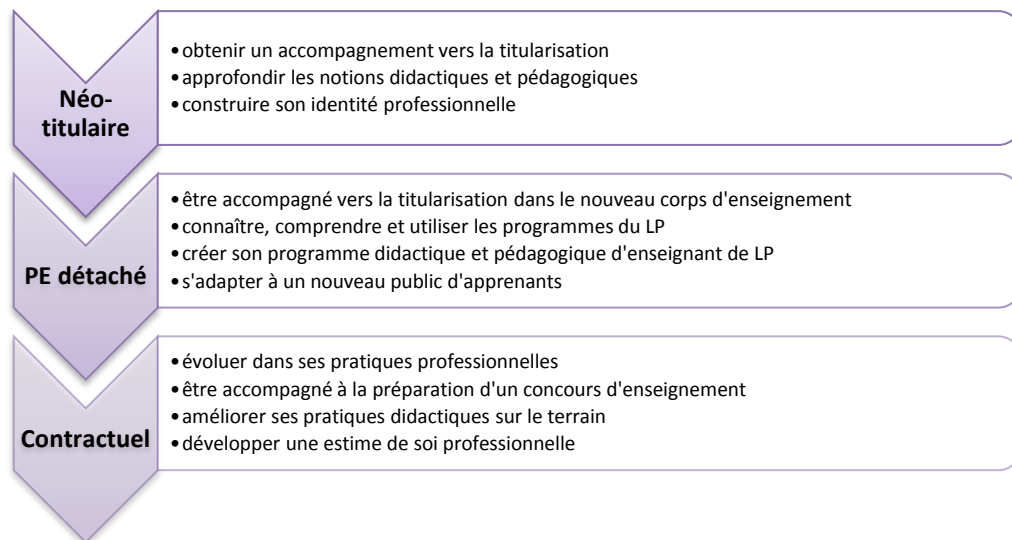 Néo-
titulaire
•obtenir un accompagnement vers la titularisation
•approfondir les notions didactiques et pédagogiques
•construire son identité professionnelle
PE détaché
•être accompagné vers la titularisation dans le nouveau corps d'enseignement
•connaître, comprendre et utiliser les programmes du LP
•créer son programme didactique et pédagogique d'enseignant de LP
•s'adapter à un nouveau public d'apprenants
Contractuel
•évoluer dans ses pratiques professionnelles
•être accompagné à la préparation d'un concours d'enseignement
•améliorer ses pratiques didactiques sur le terrain
•développer une estime de soi professionnelle